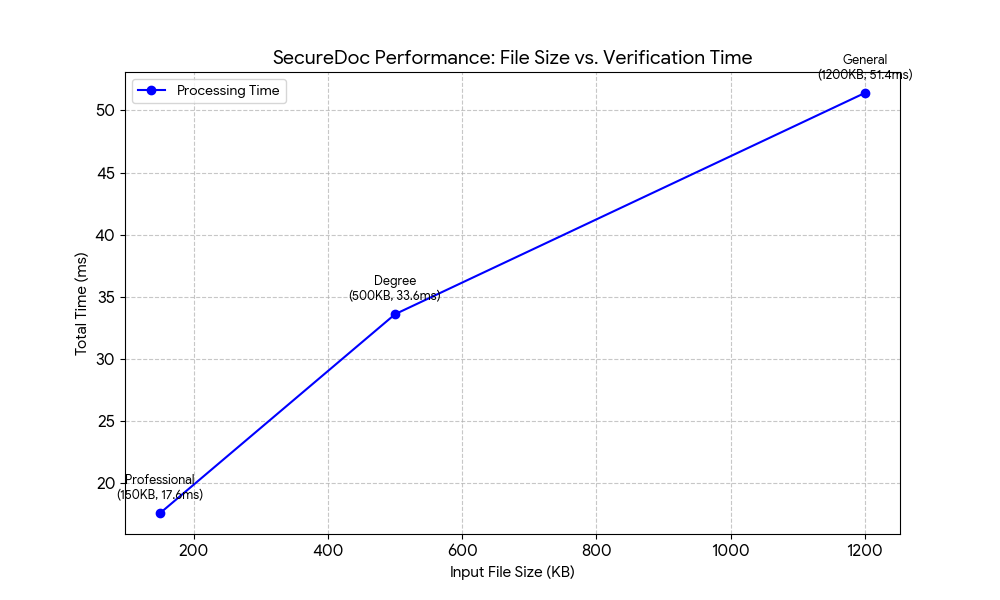 SecureDoc Performance: File Size vs. Verification Time
General
(1200KB, 51.4ms)
Processing Time
50
45
40
Degree
(500KB, 33.6ms)
35
Total Time (ms)
30
25
Professional
20
(150KB, 17.6ms)
200
400
600
800
1000
1200
Input File Size (KB)